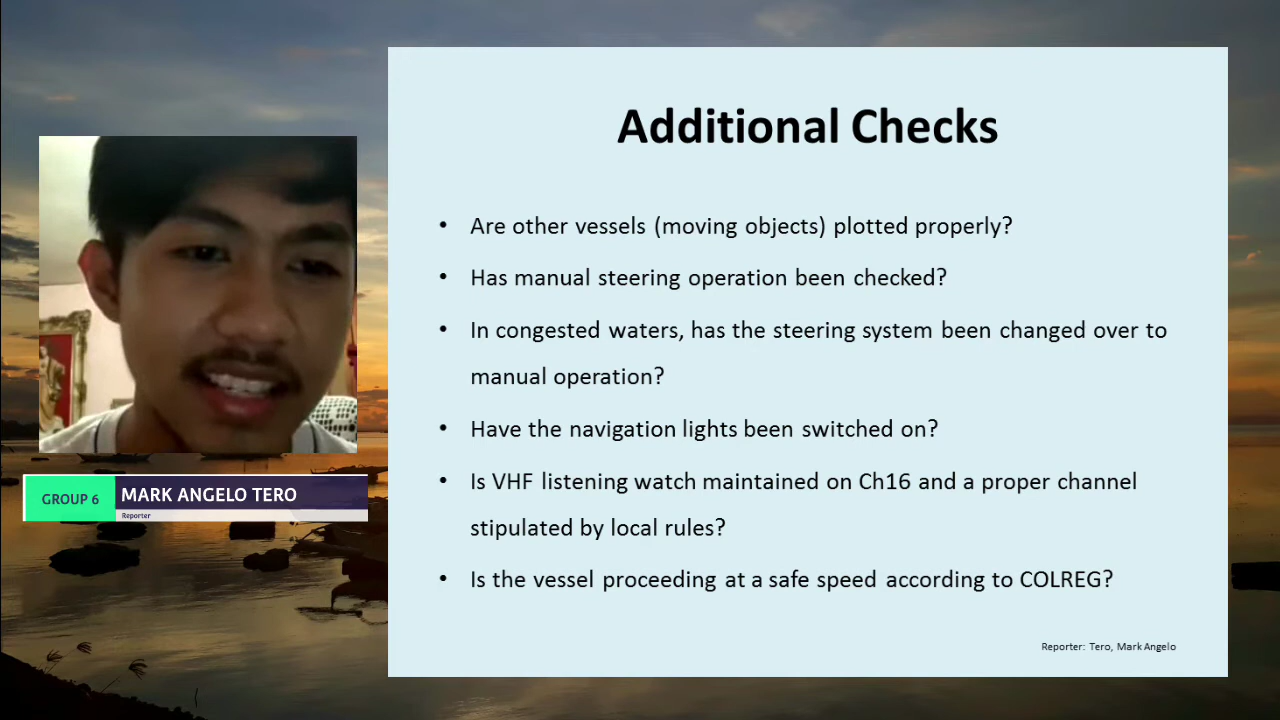 Additional Checks
• Are other vessels (moving objects) plotted properly?
• Has manual steering operation been checked?
• In congested waters, has the steering system been changed over to
manual operation?
• Have the navigation lights been switched on?
• Is VHF listening watch maintained on Ch16 and a proper channel
stipulated by local rules?
• Is the vessel proceeding at a safe speed according to COLREG?
Reporter: Tero, Mark Angelo
GROUP 6
MARK ANGELO TERO
Reporter